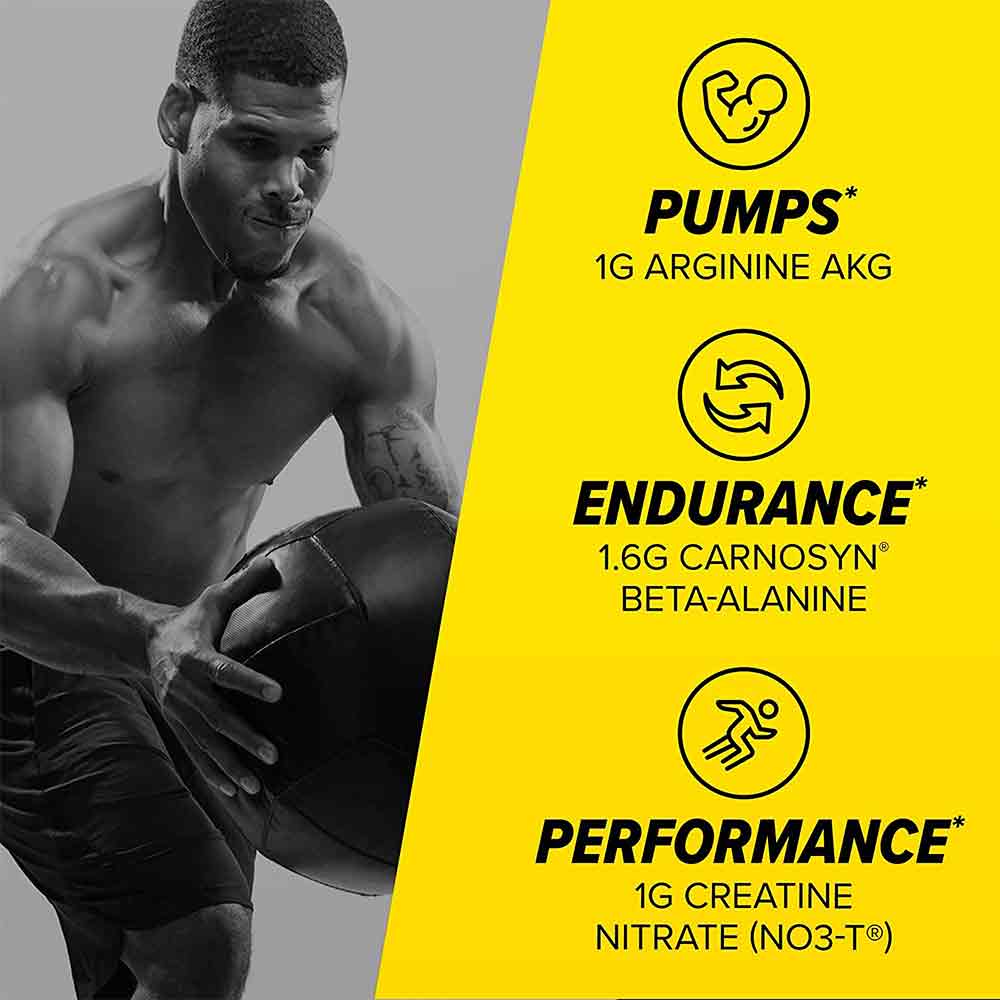 PUMPS*
1G ARGININE AKG
ENDURANCE*
1.6G CARNOSYN®
BETA-ALANINE
PERFORMANCE*
1G CREATINE
NITRATE (NO3-T®)